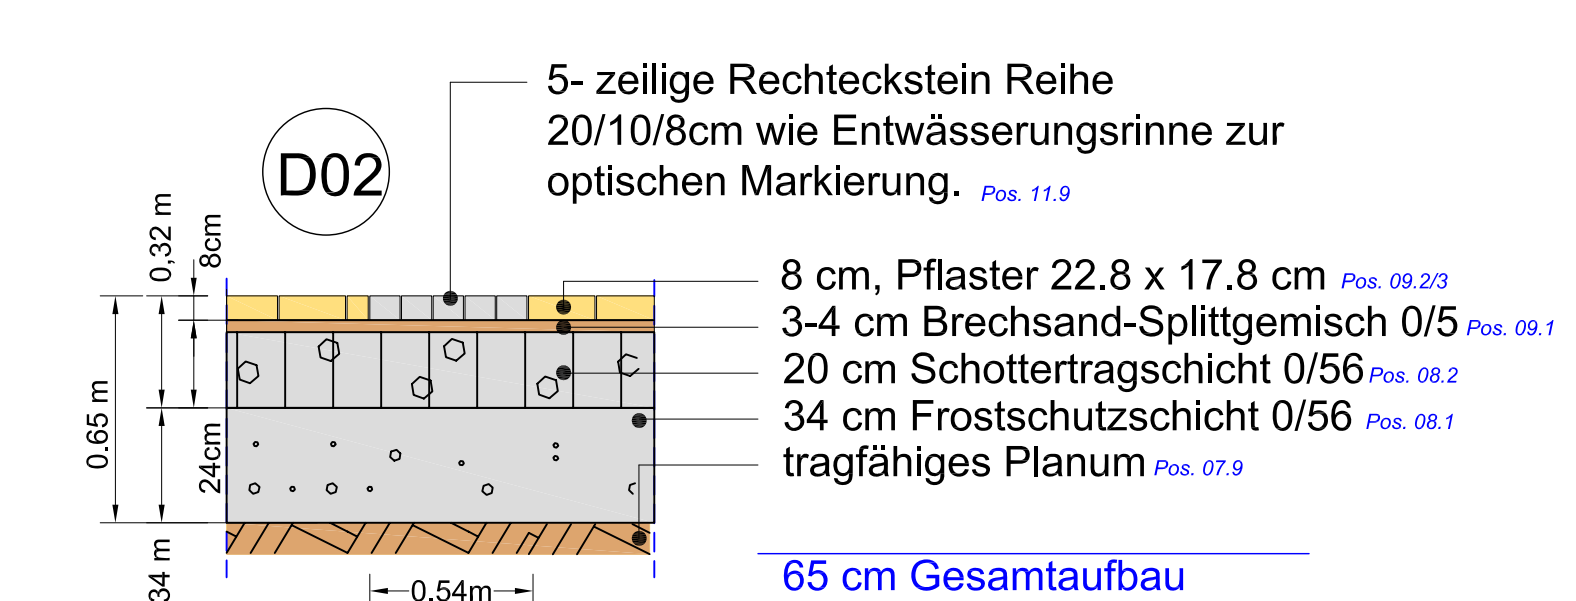 5- zeilige Rechteckstein Reihe
20/10/8cm wie Entwässerungsrinne zur
optischen Markierung. Pos. 11.9
D02
0,32 m
8cm
8 cm, Pflaster 22.8 x 17.8 cm Pos. 09.2/3
3-4 cm Brechsand-Splittgemisch 0/5 Pos. 09.1
20 cm Schottertragschicht 0/56 Pos. 08.2
34 cm Frostschutzschicht 0/56 Pos. 08.1
tragfähiges Planum Pos. 07.9
0.65 m
24cm
34 m
0.54m
65 cm Gesamtaufbau